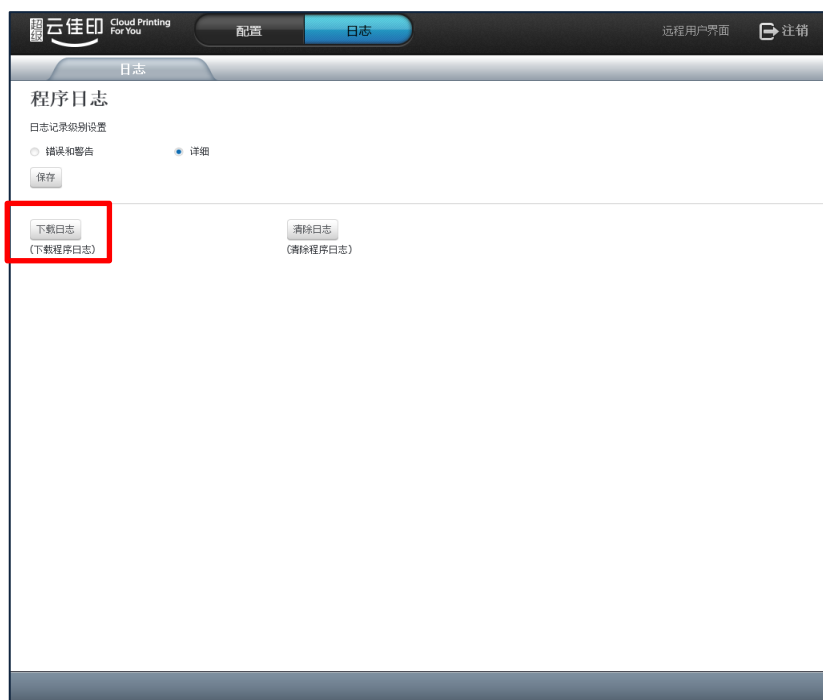 超级 云佳印 Cloud Printing For You
配置
日志
远程用户界面
注销
日志
程序日志
日志记录级别设置
错误和警告
详细
保存
下载日志
清除日志
(下载程序日志)
(清除程序日志)